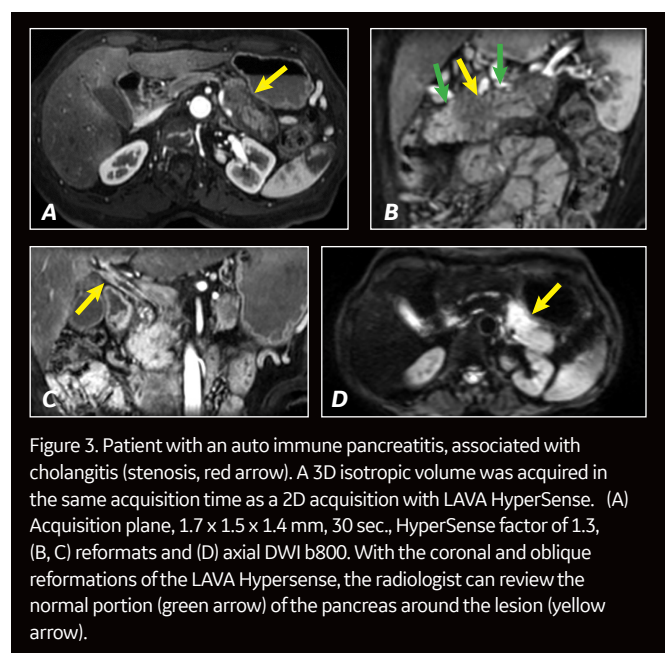 A
B
C
D
Figure 3. Patient with an auto immune pancreatitis, associated with
cholangitis (stenosis, red arrow). A 3D isotropic volume was acquired in
the same acquisition time as a 2D acquisition with LAVA HyperSense. (A)
Acquisition plane, 1.7 x 1.5 x 1.4 mm, 30 sec., HyperSense factor of 1.3,
(B, C) reformats and (D) axial DWI b800. With the coronal and oblique
reformations of the LAVA Hypersense, the radiologist can review the
normal portion (green arrow) of the pancreas around the lesion (yellow
arrow).